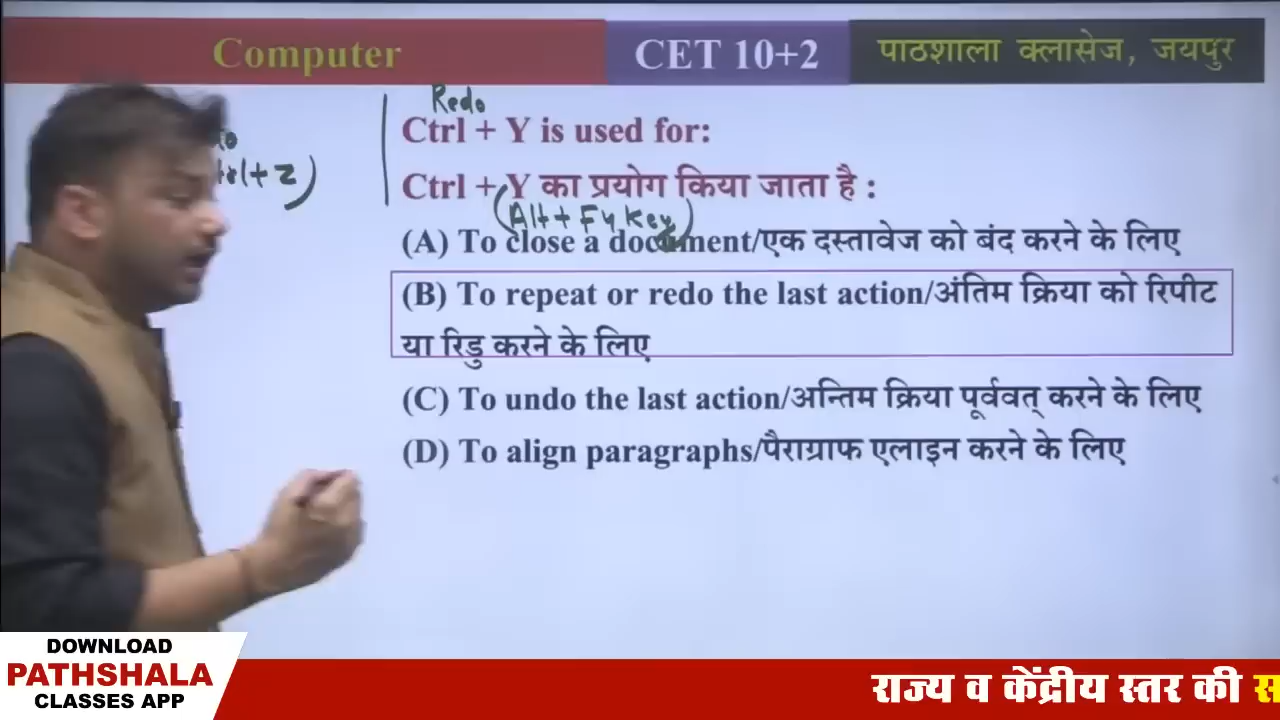 Computer
CET 10+2
पाठशाला क्लासेज, जयपुर
Redo
Ctrl + Y is used for:
Ctrl + Y का प्रयोग किया जाता है :
(Alt + F4 Key)
(A) To close a document/एक दस्तावेज को बंद करने के लिए
(B) To repeat or redo the last action/अंतिम क्रिया को रिपीट
या रिडु करने के लिए
(C) To undo the last action/अन्तिम क्रिया पूर्ववत् करने के लिए
(D) To align paragraphs/पैराग्राफ एलाइन करने के लिए
DOWNLOAD
PATHSHALA
CLASSES APP
राज्य व केंद्रीय स्तर की